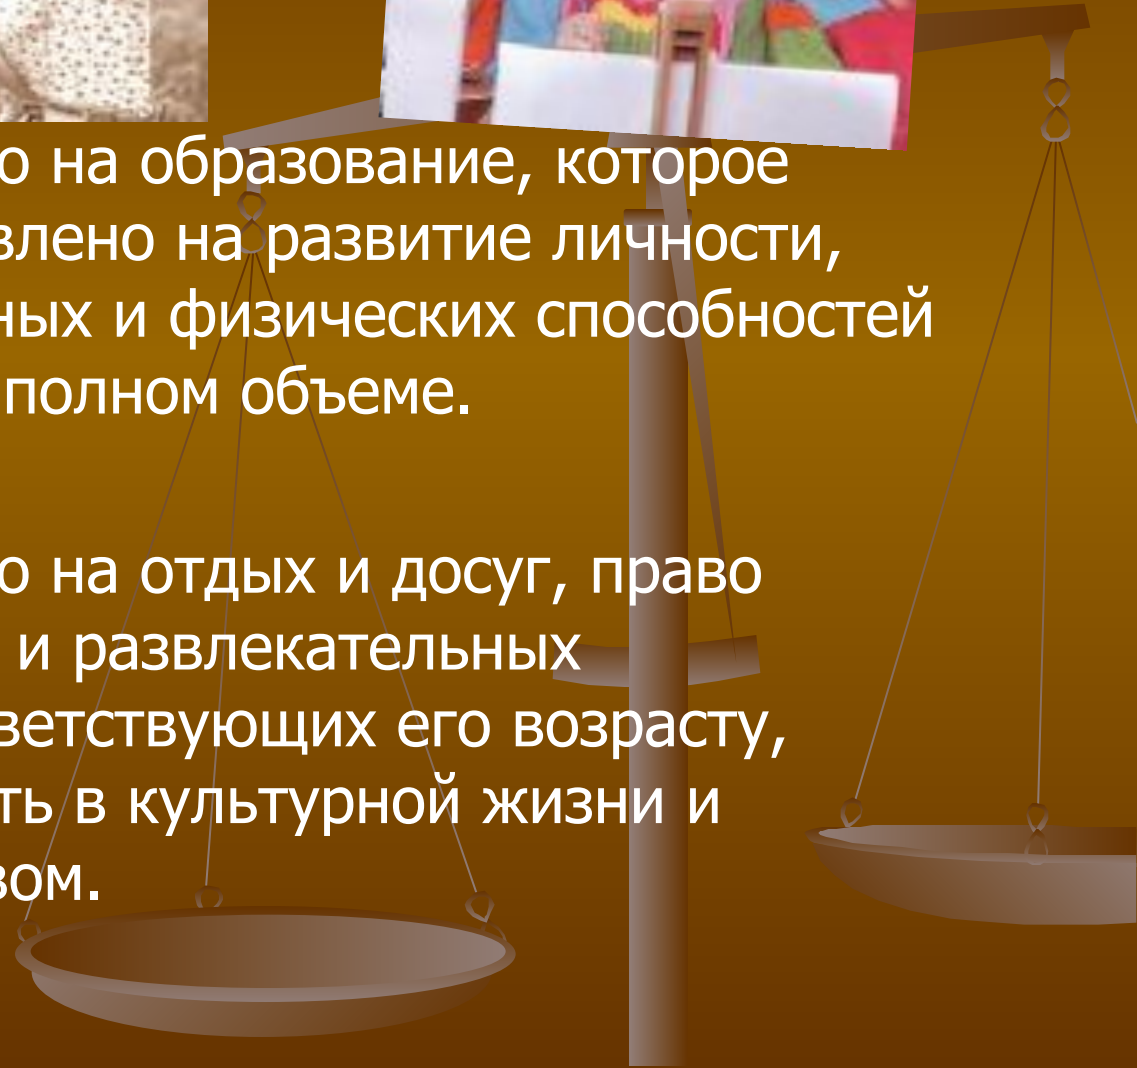 о на образование, которое
влено на развитие личности,
ных и физических способностей
полном объеме.
о на отдых и досуг, право
и развлекательных
ветствующих его возрасту,
ть в культурной жизни и
вом.